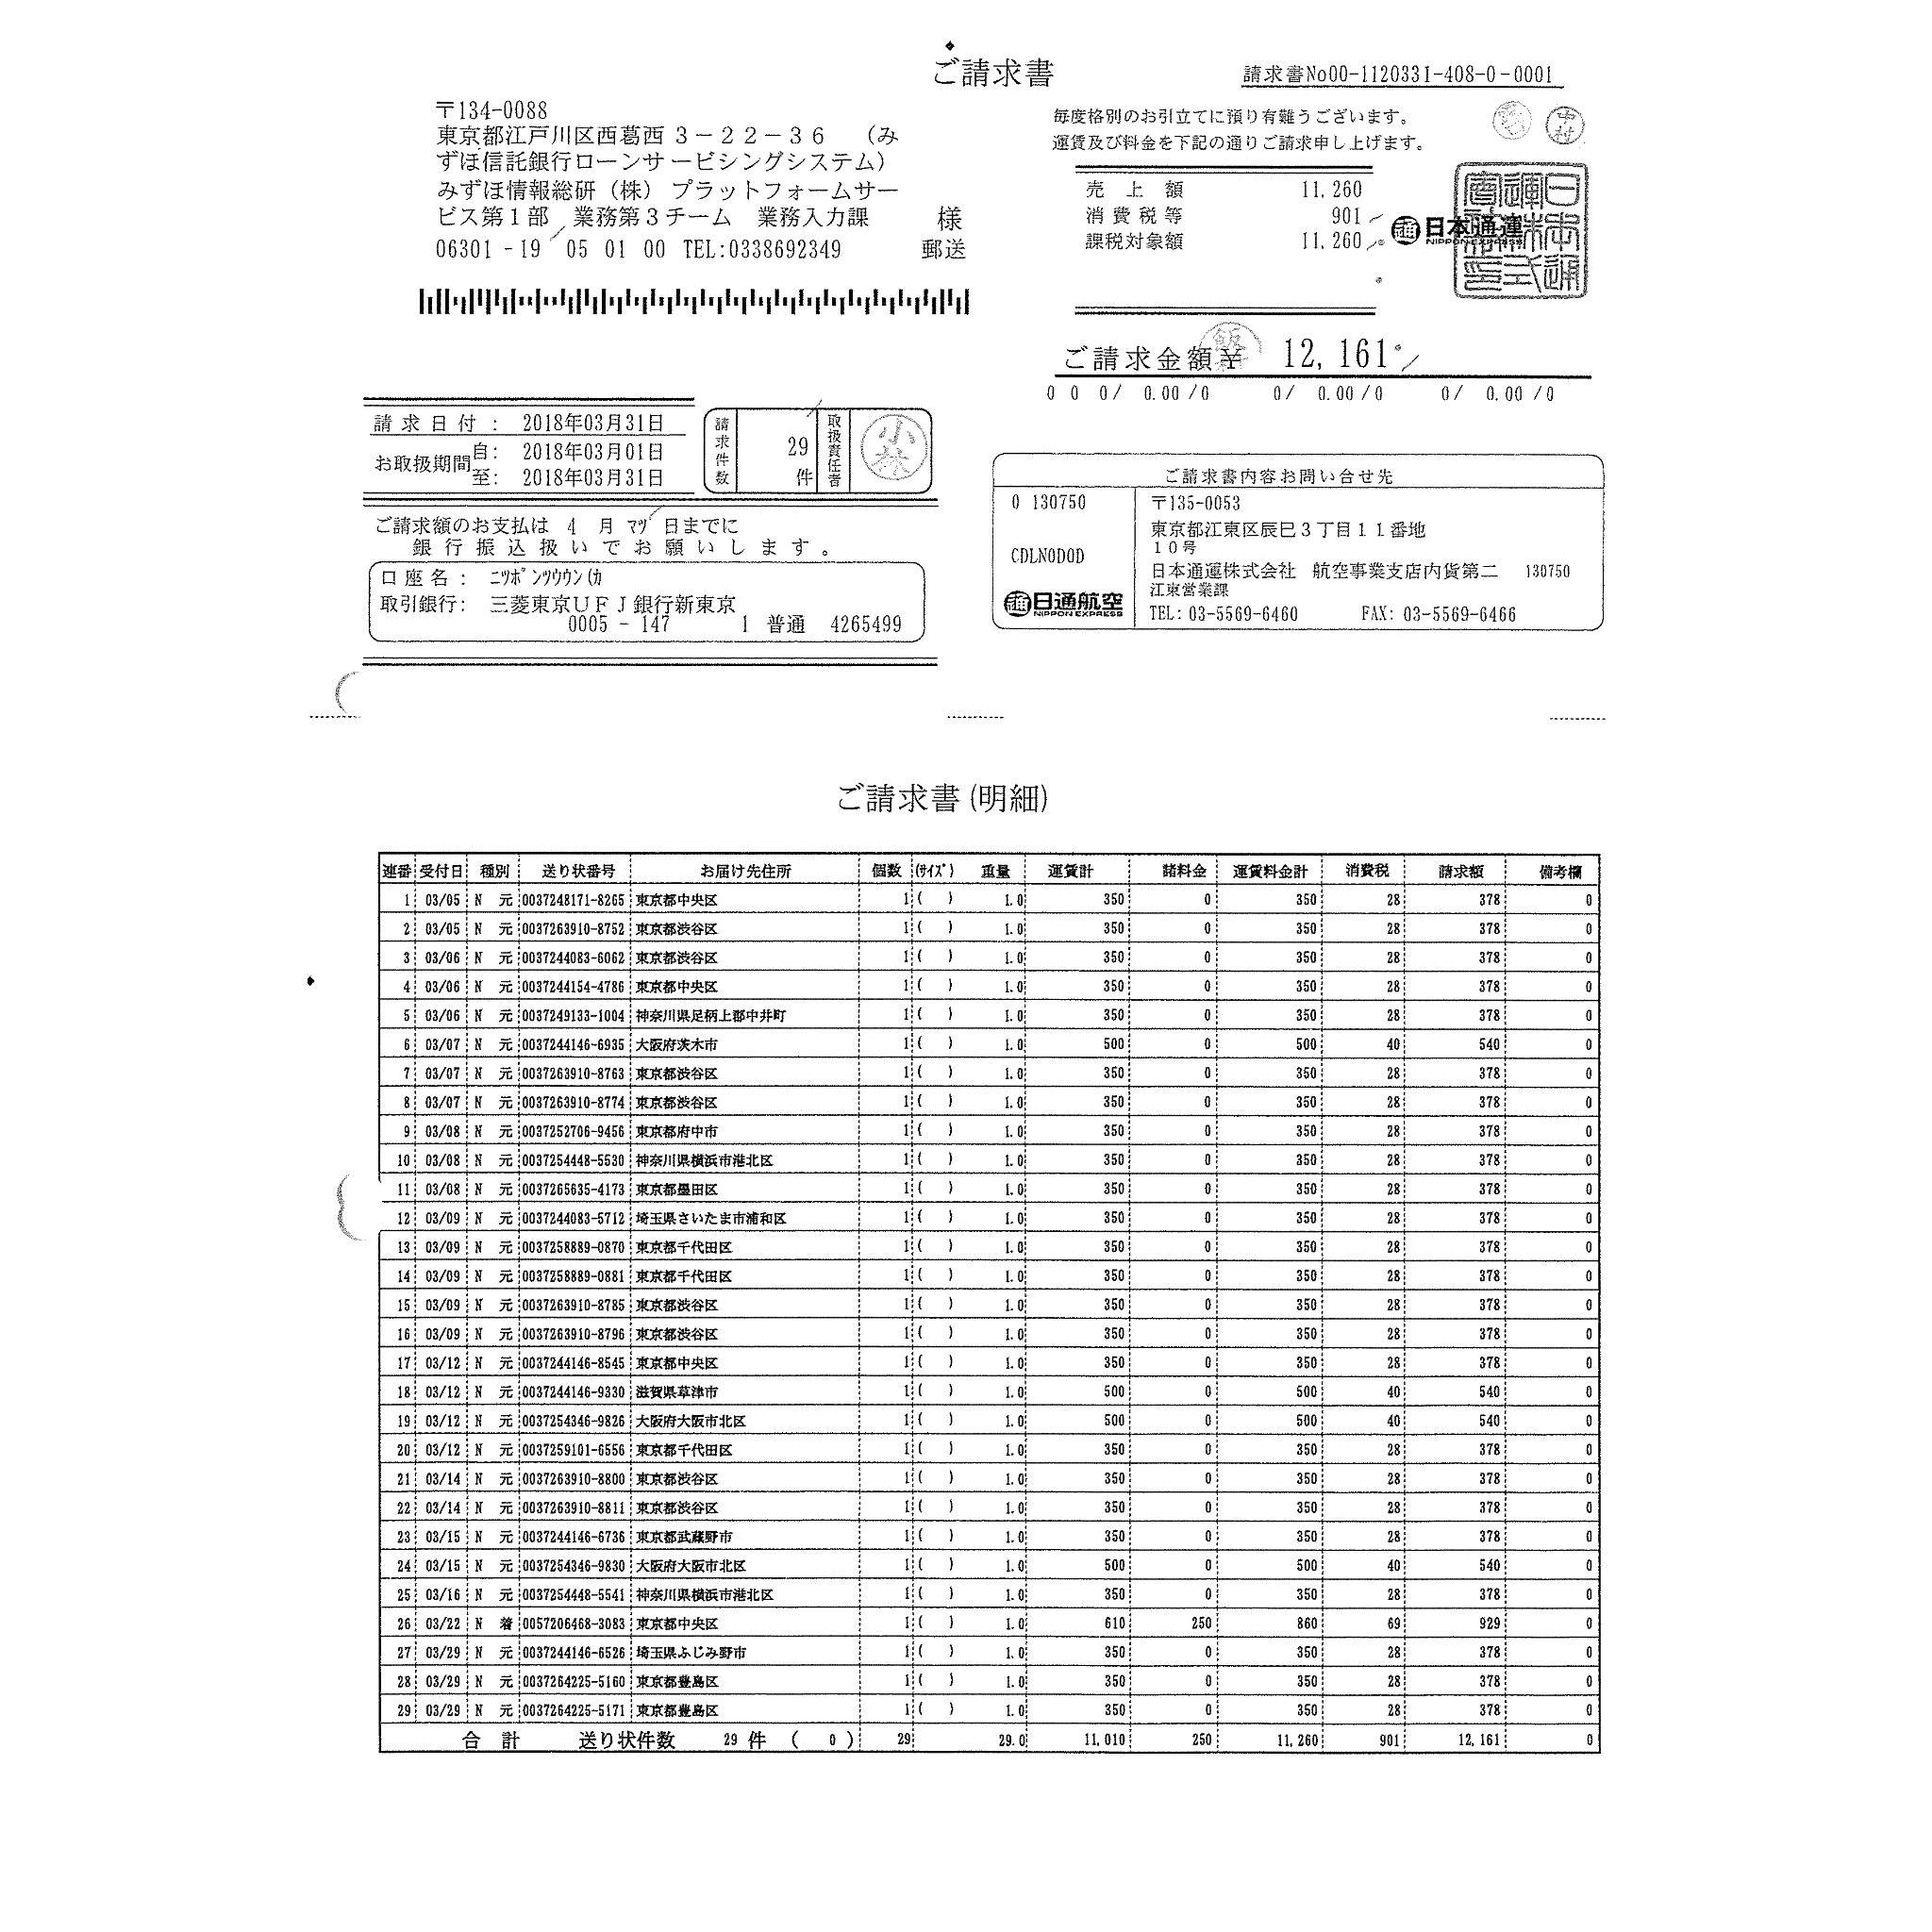 ご請求書
請求書No00-1120331-408-0-0001
〒134-0088
東京都江戸川区西葛西３－２２－３６　（み
ずほ信託銀行ローンサービシングシステム）
みずほ情報総研（株）プラットフォームサー
ビス第１部　業務第３チーム　業務入力課　様
06301 - 19 05 01 00 TEL:0338692349 郵送
毎度格別のお引立てに預り有難うございます。
運賃及び料金を下記の通りご請求申し上げます。
中村
売上額 11,260
消費税等 901
課税対象額 11,260
日本通運
NIPPON EXPRESS
ご請求金額￥ 12,161
0 0 0/ 0.00 /0 0/ 0.00 /0 0/ 0.00 /0
請求日付： 2018年03月31日
お取扱期間 自： 2018年03月01日
至： 2018年03月31日
請求件数 29件 取扱責任者 小林
ご請求額のお支払は 4 月 ﾏﾂ 日までに
銀行振込扱いでお願いします。
口座名： ﾆﾂﾎﾟﾝﾂｳｳﾝ(ｶ
取引銀行： 三菱東京ＵＦＪ銀行新東京
0005 - 147 1 普通 4265499
ご請求書内容お問い合せ先
0 130750
CDLNODOD
日通航空
NIPPON EXPRESS
〒135-0053
東京都江東区辰巳３丁目１１番地
１０号
日本通運株式会社　航空事業支店内貨第二 130750
江東営業課
TEL: 03-5569-6460 FAX: 03-5569-6466
ご請求書(明細)
連番 受付日 種別 送り状番号 お届け先住所 個数 (ｻｲｽﾞ) 重量 運賃計 諸料金 運賃料金計 消費税 請求額 備考欄
1 03/05 N 元 0037248171-8265 東京都中央区 1 ( ) 1.0 350 0 350 28 378 0
2 03/05 N 元 0037263910-8752 東京都渋谷区 1 ( ) 1.0 350 0 350 28 378 0
3 03/06 N 元 0037244083-6062 東京都渋谷区 1 ( ) 1.0 350 0 350 28 378 0
4 03/06 N 元 0037244154-4786 東京都中央区 1 ( ) 1.0 350 0 350 28 378 0
5 03/06 N 元 0037249133-1004 神奈川県足柄上郡中井町 1 ( ) 1.0 350 0 350 28 378 0
6 03/07 N 元 0037244146-6935 大阪府茨木市 1 ( ) 1.0 500 0 500 40 540 0
7 03/07 N 元 0037263910-8763 東京都渋谷区 1 ( ) 1.0 350 0 350 28 378 0
8 03/07 N 元 0037263910-8774 東京都渋谷区 1 ( ) 1.0 350 0 350 28 378 0
9 03/08 N 元 0037252706-9456 東京都府中市 1 ( ) 1.0 350 0 350 28 378 0
10 03/08 N 元 0037254448-5530 神奈川県横浜市港北区 1 ( ) 1.0 350 0 350 28 378 0
11 03/08 N 元 0037265635-4173 東京都墨田区 1 ( ) 1.0 350 0 350 28 378 0
12 03/09 N 元 0037244083-5712 埼玉県さいたま市浦和区 1 ( ) 1.0 350 0 350 28 378 0
13 03/09 N 元 0037258889-0870 東京都千代田区 1 ( ) 1.0 350 0 350 28 378 0
14 03/09 N 元 0037258889-0881 東京都千代田区 1 ( ) 1.0 350 0 350 28 378 0
15 03/09 N 元 0037263910-8785 東京都渋谷区 1 ( ) 1.0 350 0 350 28 378 0
16 03/09 N 元 0037263910-8796 東京都渋谷区 1 ( ) 1.0 350 0 350 28 378 0
17 03/12 N 元 0037244146-8545 東京都中央区 1 ( ) 1.0 350 0 350 28 378 0
18 03/12 N 元 0037244146-9330 滋賀県草津市 1 ( ) 1.0 500 0 500 40 540 0
19 03/12 N 元 0037254346-9826 大阪府大阪市北区 1 ( ) 1.0 500 0 500 40 540 0
20 03/12 N 元 0037259101-6556 東京都千代田区 1 ( ) 1.0 350 0 350 28 378 0
21 03/14 N 元 0037263910-8800 東京都渋谷区 1 ( ) 1.0 350 0 350 28 378 0
22 03/14 N 元 0037263910-8811 東京都渋谷区 1 ( ) 1.0 350 0 350 28 378 0
23 03/15 N 元 0037244146-6736 東京都武蔵野市 1 ( ) 1.0 350 0 350 28 378 0
24 03/15 N 元 0037254346-9830 大阪府大阪市北区 1 ( ) 1.0 500 0 500 40 540 0
25 03/16 N 元 0037254448-5541 神奈川県横浜市港北区 1 ( ) 1.0 350 0 350 28 378 0
26 03/22 N 着 0057206468-3083 東京都中央区 1 ( ) 1.0 610 250 860 69 929 0
27 03/29 N 元 0037244146-6526 埼玉県ふじみ野市 1 ( ) 1.0 350 0 350 28 378 0
28 03/29 N 元 0037264225-5160 東京都豊島区 1 ( ) 1.0 350 0 350 28 378 0
29 03/29 N 元 0037264225-5171 東京都豊島区 1 ( ) 1.0 350 0 350 28 378 0
合計 送り状件数 29 件 ( 0 ) 29 29.0 11,010 250 11,260 901 12,161 0